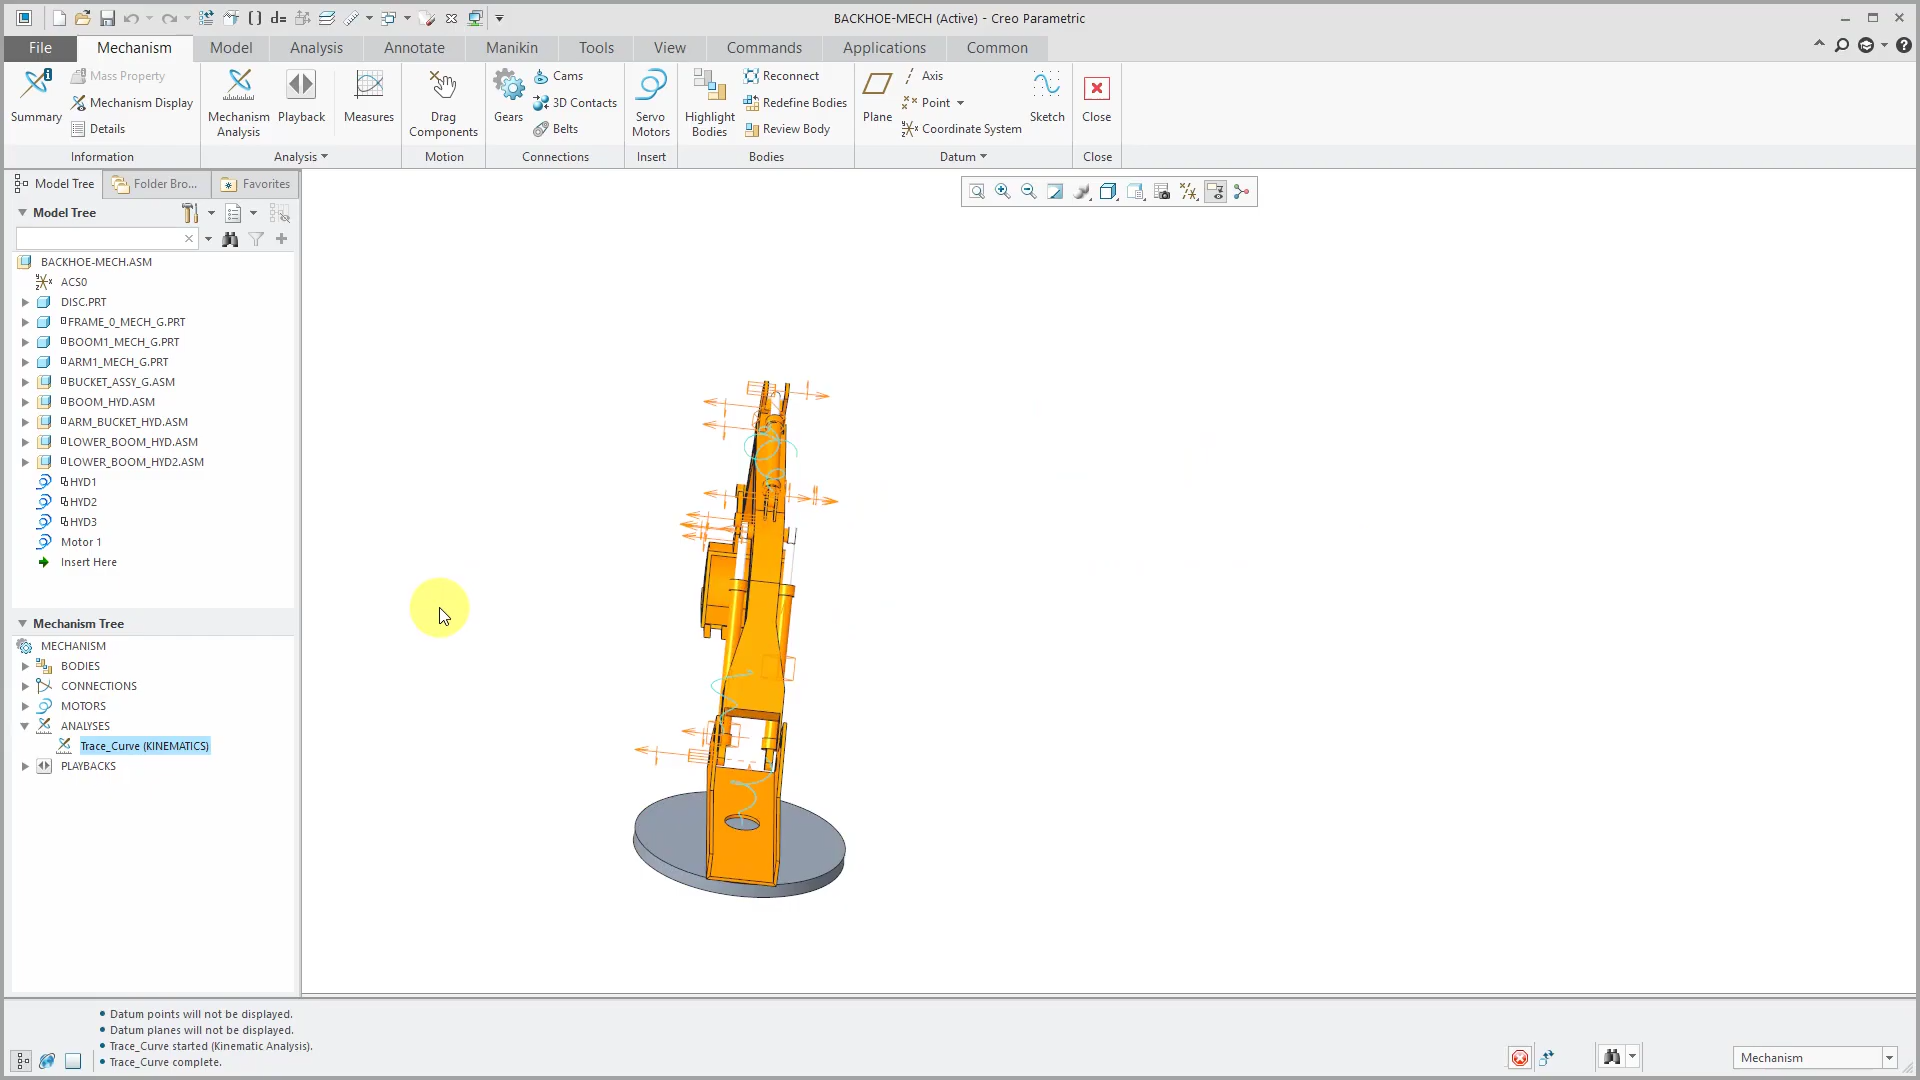 BACKHOE-MECH (Active) - Creo Parametric
File
Mechanism
Model
Analysis
Annotate
Manikin
Tools
View
Commands
Applications
Common
Summary
Mass Property
Mechanism Display
Details
Information
Mechanism
Analysis
Playback
Measures
Analysis
Drag
Components
Motion
Gears
Cams
3D Contacts
Belts
Connections
Servo
Motors
Insert
Highlight
Bodies
Reconnect
Redefine Bodies
Review Body
Bodies
Plane
Axis
Point
Coordinate System
Sketch
Datum
Close
Close
Model Tree
Folder Bro...
Favorites
Model Tree
BACKHOE-MECH.ASM
ACS0
DISC.PRT
FRAME_0_MECH_G.PRT
BOOM1_MECH_G.PRT
ARM1_MECH_G.PRT
BUCKET_ASSY_G.ASM
BOOM_HYD.ASM
ARM_BUCKET_HYD.ASM
LOWER_BOOM_HYD.ASM
LOWER_BOOM_HYD2.ASM
HYD1
HYD2
HYD3
Motor 1
Insert Here
Mechanism Tree
MECHANISM
BODIES
CONNECTIONS
MOTORS
ANALYSES
Trace_Curve (KINEMATICS)
PLAYBACKS
• Datum points will not be displayed.
• Datum planes will not be displayed.
• Trace_Curve started (Kinematic Analysis).
• Trace_Curve complete.
Mechanism